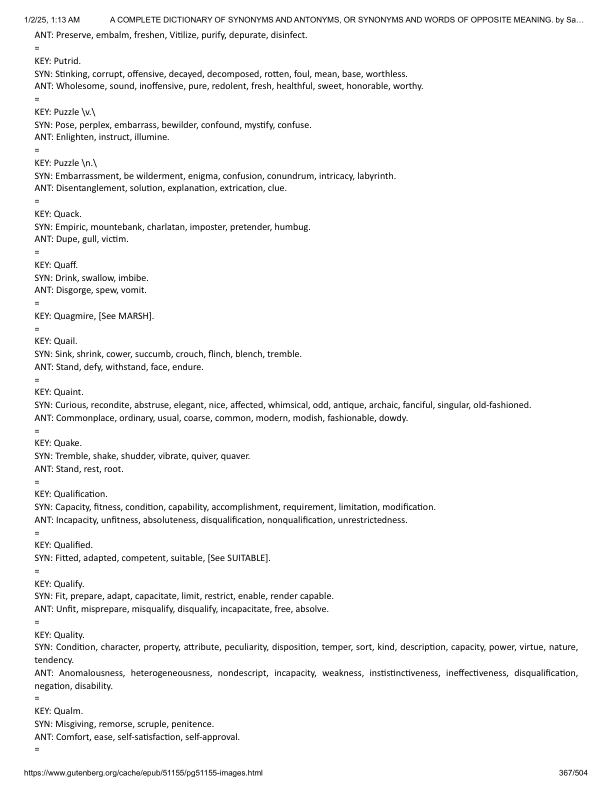 1/2/25, 1:13 AM A COMPLETE DICTIONARY OF SYNONYMS AND ANTONYMS, OR SYNONYMS AND WORDS OF OPPOSITE MEANING. by Sa…
ANT: Preserve, embalm, freshen, Vitilize, purify, depurate, disinfect.
=
KEY: Putrid.
SYN: Stinking, corrupt, offensive, decayed, decomposed, rotten, foul, mean, base, worthless.
ANT: Wholesome, sound, inoffensive, pure, redolent, fresh, healthful, sweet, honorable, worthy.
=
KEY: Puzzle \v.\
SYN: Pose, perplex, embarrass, bewilder, confound, mystify, confuse.
ANT: Enlighten, instruct, illumine.
=
KEY: Puzzle \n.\
SYN: Embarrassment, be wilderment, enigma, confusion, conundrum, intricacy, labyrinth.
ANT: Disentanglement, solution, explanation, extrication, clue.
=
KEY: Quack.
SYN: Empiric, mountebank, charlatan, imposter, pretender, humbug.
ANT: Dupe, gull, victim.
=
KEY: Quaff.
SYN: Drink, swallow, imbibe.
ANT: Disgorge, spew, vomit.
=
KEY: Quagmire, [See MARSH].
=
KEY: Quail.
SYN: Sink, shrink, cower, succumb, crouch, flinch, blench, tremble.
ANT: Stand, defy, withstand, face, endure.
=
KEY: Quaint.
SYN: Curious, recondite, abstruse, elegant, nice, affected, whimsical, odd, antique, archaic, fanciful, singular, old-fashioned.
ANT: Commonplace, ordinary, usual, coarse, common, modern, modish, fashionable, dowdy.
=
KEY: Quake.
SYN: Tremble, shake, shudder, vibrate, quiver, quaver.
ANT: Stand, rest, root.
=
KEY: Qualification.
SYN: Capacity, fitness, condition, capability, accomplishment, requirement, limitation, modification.
ANT: Incapacity, unfitness, absoluteness, disqualification, nonqualification, unrestrictedness.
=
KEY: Qualified.
SYN: Fitted, adapted, competent, suitable, [See SUITABLE].
=
KEY: Qualify.
SYN: Fit, prepare, adapt, capacitate, limit, restrict, enable, render capable.
ANT: Unfit, misprepare, misqualify, disqualify, incapacitate, free, absolve.
=
KEY: Quality.
SYN: Condition, character, property, attribute, peculiarity, disposition, temper, sort, kind, description, capacity, power, virtue, nature,
tendency.
ANT: Anomalousness, heterogeneousness, nondescript, incapacity, weakness, instistinctiveness, ineffectiveness, disqualification,
negation, disability.
=
KEY: Qualm.
SYN: Misgiving, remorse, scruple, penitence.
ANT: Comfort, ease, self-satisfaction, self-approval.
=
https://www.gutenberg.org/cache/epub/51155/pg51155-images.html 367/504